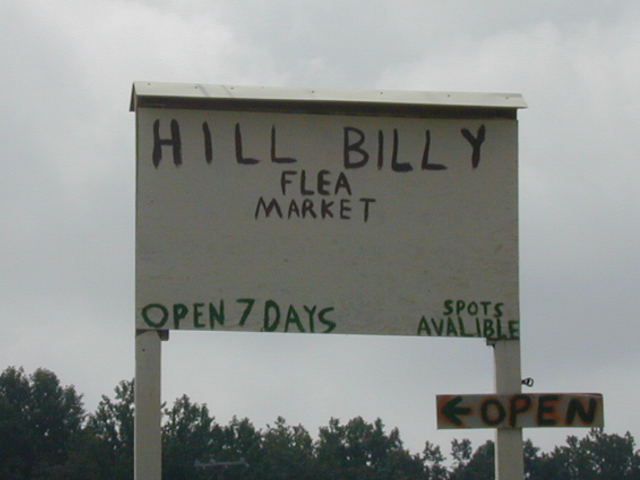 HILL BILLY
FLEA
MARKET
OPEN 7 DAYS
SPOTS
AVALIBLE
←OPEN